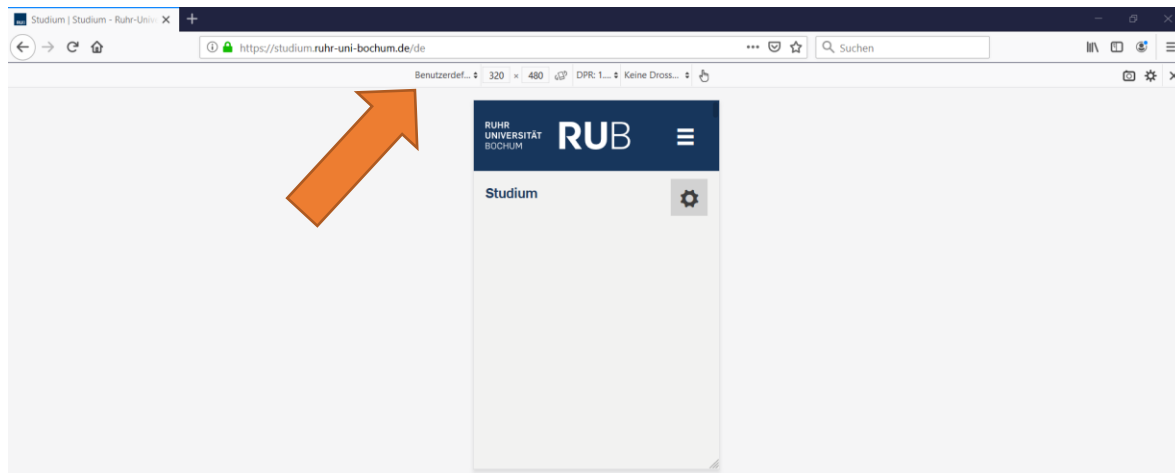 Studium | Studium - Ruhr-Unive
https://studium.ruhr-uni-bochum.de/de
Suchen
Benutzerdef... 320 × 480 DPR: 1.... Keine Dross...
RUHR
UNIVERSITÄT
BOCHUM
RUB
Studium